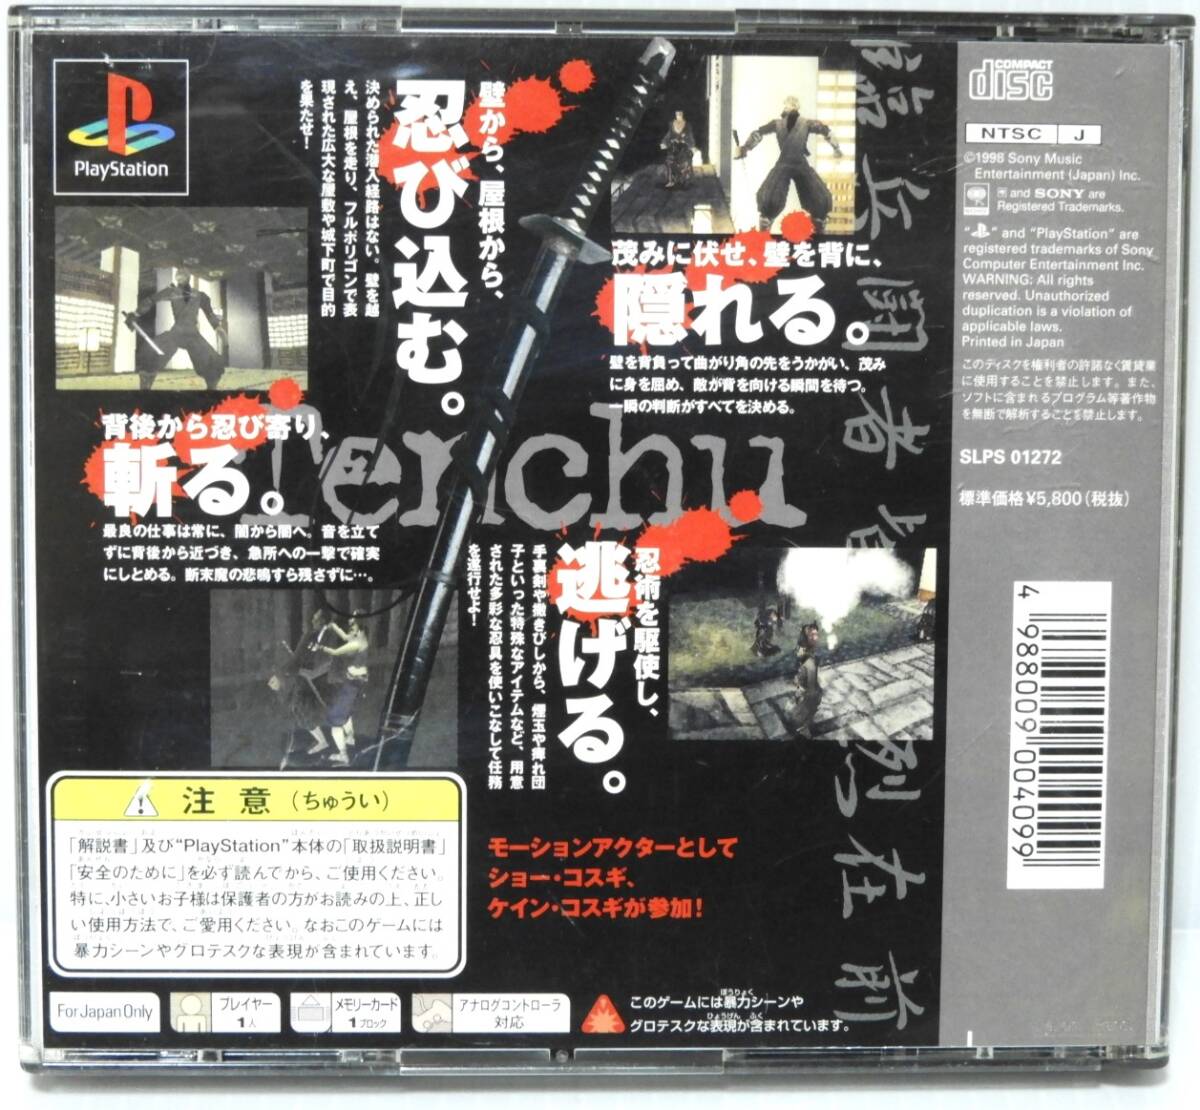 PlayStation
壁から、屋根から、
忍び込む。
決められた潜入経路はない。壁を越
え、屋根を走り、フルポリゴンで表
現された広大な屋敷や城下町で目的
を果たせ!
茂みに伏せ、壁を背に、
隠れる。
壁を背負って曲がり角の先をうかがい、茂み
に身を屈め、敵が背を向ける瞬間を待つ。
一瞬の判断がすべてを決める。
背後から忍び寄り、
斬る。
最良の仕事は常に、闇から闇へ。音を立て
ずに背後から近づき、急所への一撃で確実
にしとめる。断末魔の悲鳴すら残さずに…。
Tenchu
忍術を駆使し、
逃げる。
手裏剣や撒きびしから、煙玉や痺れ団
子といった特殊なアイテムなど、用意
された多彩な忍具を使いこなして任務
を遂行せよ!
モーションアクターとして
ショー・コスギ、
ケイン・コスギが参加!
注意(ちゅうい)
「解説書」及び“PlayStation”本体の「取扱説明書」
「安全のために」を必ず読んでから、ご使用ください。
特に、小さいお子様は保護者の方がお読みの上、正し
い使用方法で、ご愛用ください。なおこのゲームには
暴力シーンやグロテスクな表現が含まれています。
For Japan Only
プレイヤー
1人
メモリーカード
1ブロック
アナログコントローラ
対応
このゲームには暴力シーンや
グロテスクな表現が含まれています。
臨兵闘者皆
列在前
COMPACT
disc
NTSC J
©1998 Sony Music
Entertainment (Japan) Inc.
and SONY are
Registered Trademarks.
“ ” and "PlayStation" are
registered trademarks of Sony
Computer Entertainment Inc.
WARNING: All rights
reserved. Unauthorized
duplication is a violation of
applicable laws.
Printed in Japan
このディスクを権利者の許諾なく賃貸業
に使用することを禁止します。また、
ソフトに含まれるプログラム等著作物
を無断で解析することを禁止します。
SLPS 01272
標準価格¥5,800(税抜)
4 988009 004099